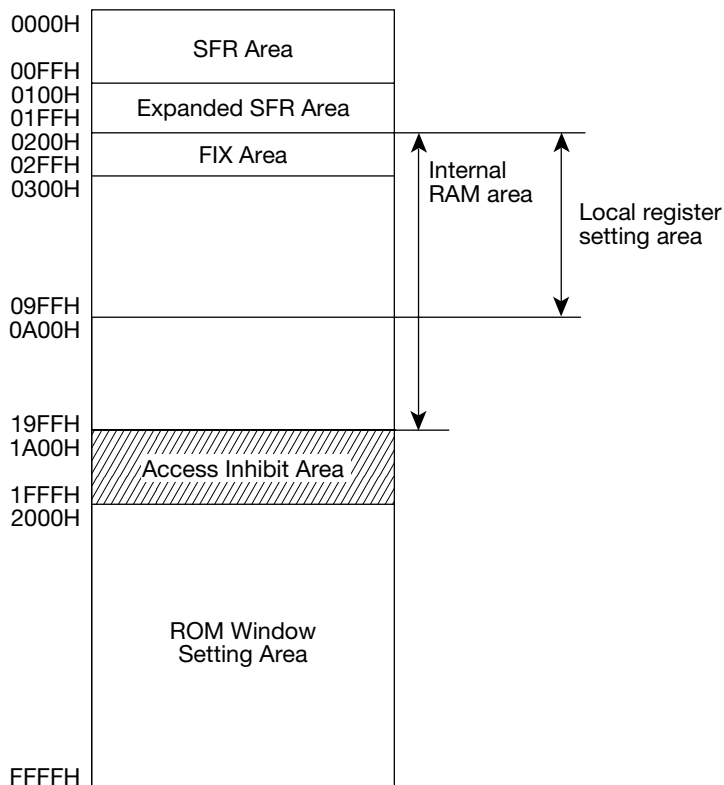 0000H
SFR Area
00FFH
0100H
Expanded SFR Area
01FFH
0200H
FIX Area
02FFH
0300H
Internal
RAM area
Local register
setting area
09FFH
0A00H
19FFH
1A00H
Access Inhibit Area
1FFFH
2000H
ROM Window
Setting Area
FFFFH